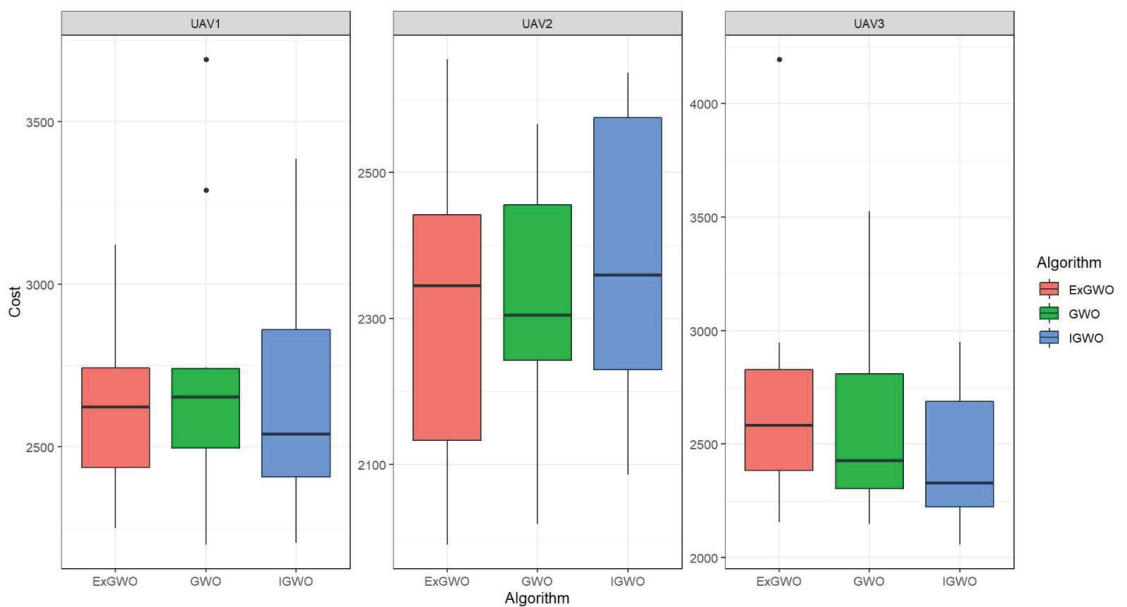 UAV1
UAV2
UAV3
Cost
3500
3000
2500
2500
2300
2100
4000
3500
3000
2500
2000
ExGWO
GWO
IGWO
ExGWO
GWO
IGWO
ExGWO
GWO
IGWO
Algorithm
Algorithm
ExGWO
GWO
IGWO